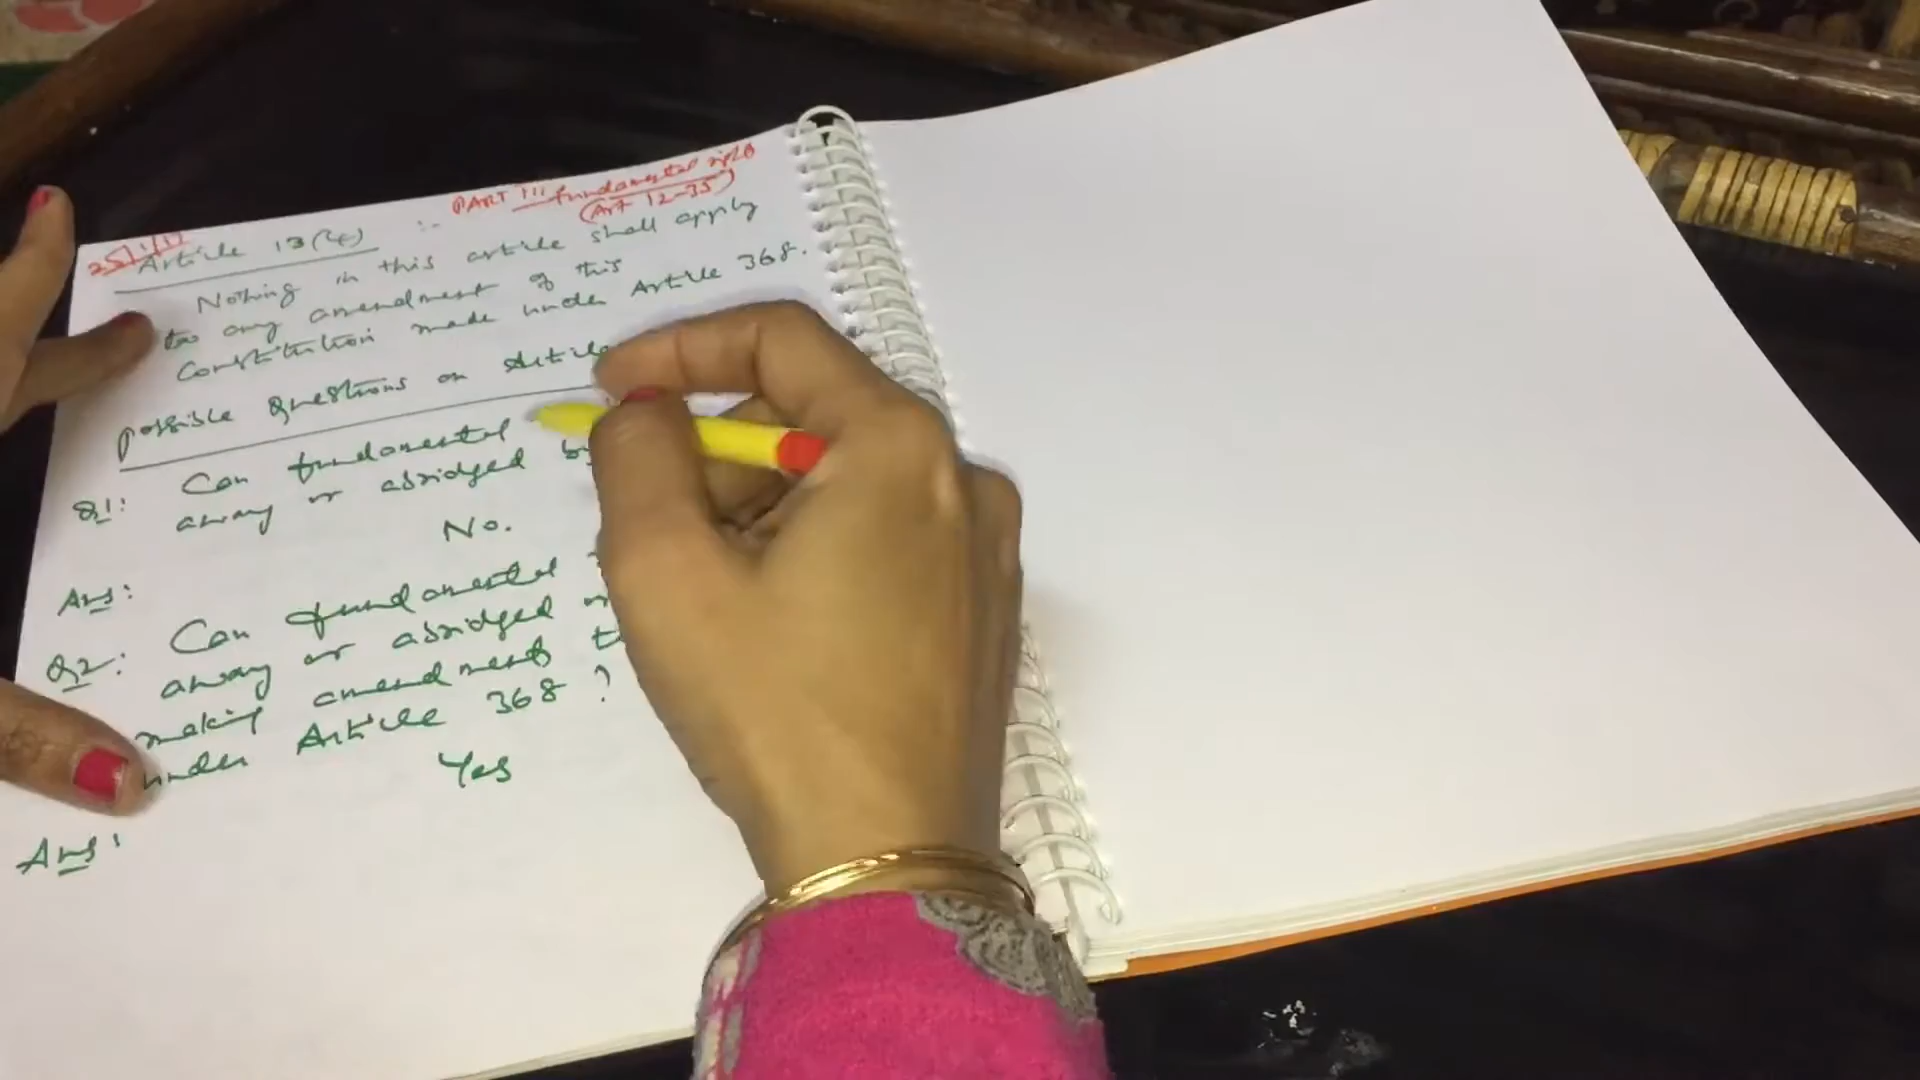 PART III fundamental rights
(Art 12-35)
25/1/17
Article 13(4) :-
Nothing in this article shall apply
to any amendment of this
Constitution made under Article 368.
possible Questions on Article
Q1: Can fundamental
away or abridged by
Ans: No.
Q2: Can fundamental
away or abridged
making amendments
under Article 368?
Ans: Yes